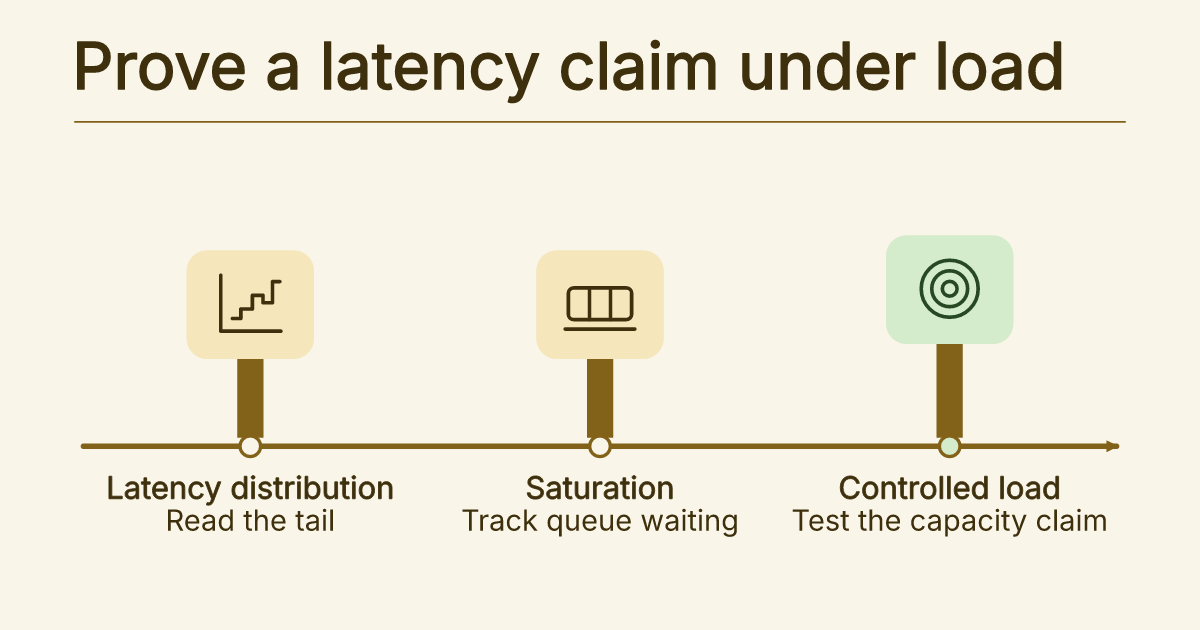 Prove a latency claim under load
Latency distribution
Read the tail
Saturation
Track queue waiting
Controlled load
Test the capacity claim